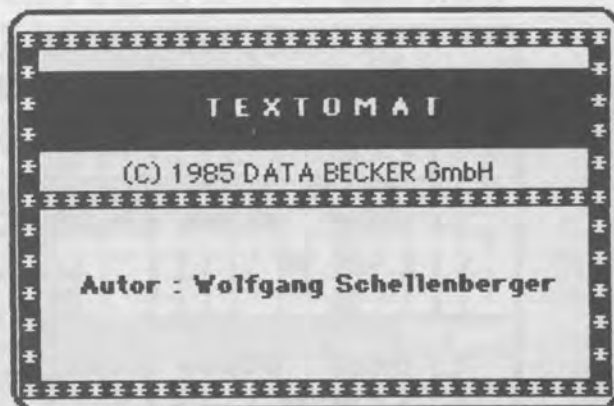 TEXTOMAT
(C) 1985 DATA BECKER GmbH
Autor : Wolfgang Schellenberger